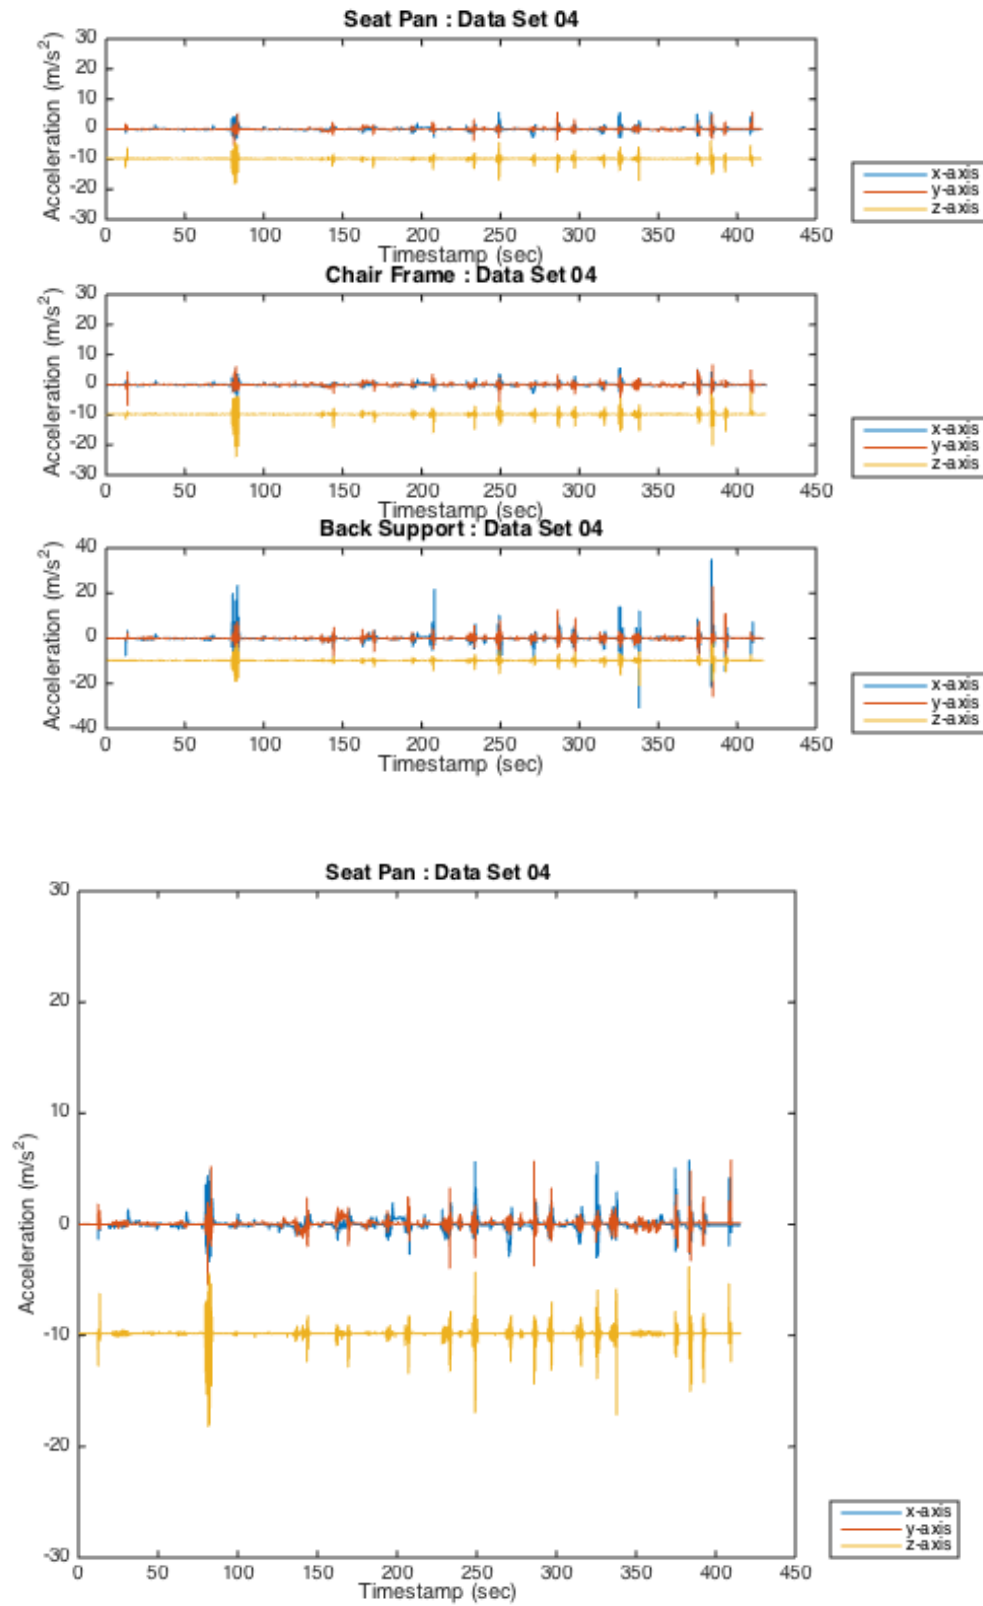 Seat Pan : Data Set 04
Acceleration (m/s2)
30
20
10
0
-10
-20
-30
0 50 100 150 200 250 300 350 400 450
Timestamp (sec)
x-axis
y-axis
z-axis
Chair Frame : Data Set 04
Acceleration (m/s2)
30
20
10
0
-10
-20
-30
0 50 100 150 200 250 300 350 400 450
Timestamp (sec)
x-axis
y-axis
z-axis
Back Support : Data Set 04
Acceleration (m/s2)
40
20
0
-20
-40
0 50 100 150 200 250 300 350 400 450
Timestamp (sec)
x-axis
y-axis
z-axis
Seat Pan : Data Set 04
Acceleration (m/s2)
30
20
10
0
-10
-20
-30
0 50 100 150 200 250 300 350 400 450
Timestamp (sec)
x-axis
y-axis
z-axis